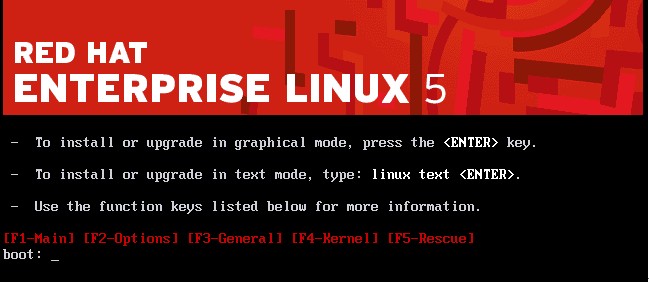 RED HAT
ENTERPRISE LINUX 5
- To install or upgrade in graphical mode, press the <ENTER> key.
- To install or upgrade in text mode, type: linux text <ENTER>.
- Use the function keys listed below for more information.
[F1-Main] [F2-Options] [F3-General] [F4-Kernel] [F5-Rescue]
boot: _